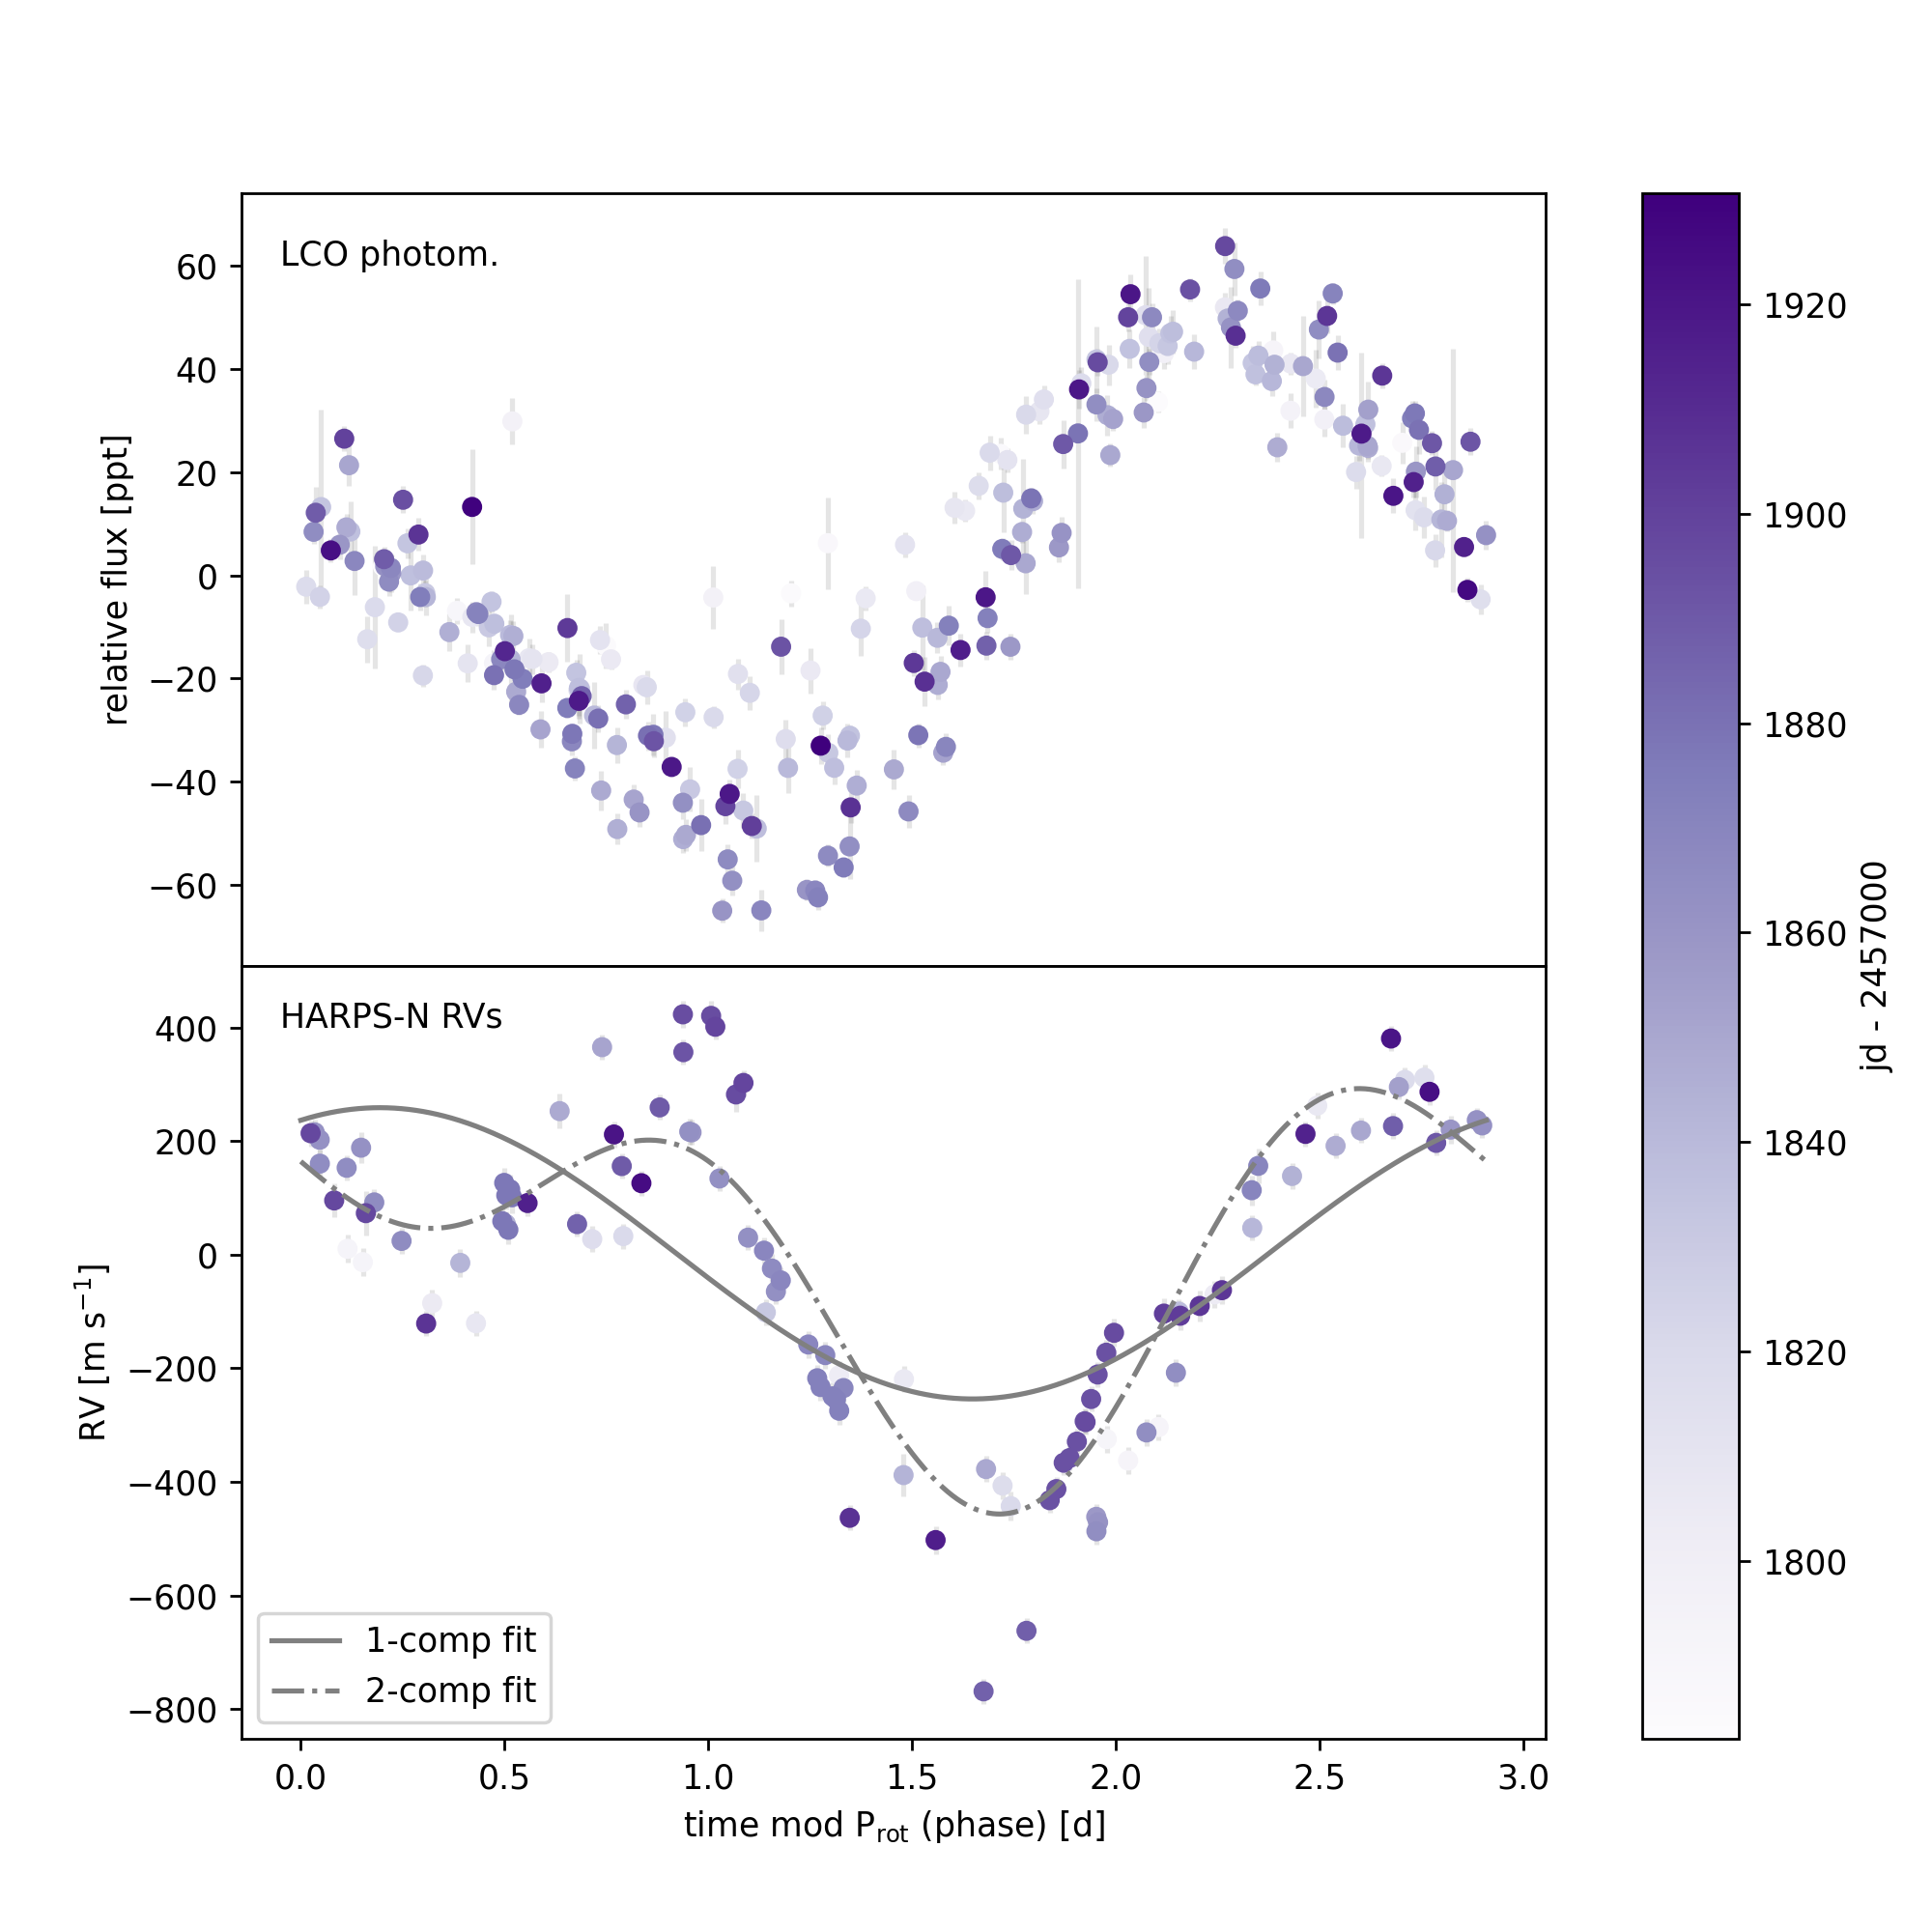 LCO photom.
60
40
20
0
−20
−40
−60
relative flux [ppt]
HARPS-N RVs
400
200
0
−200
−400
−600
−800
RV [m s⁻¹]
1-comp fit
2-comp fit
0.0 0.5 1.0 1.5 2.0 2.5 3.0
time mod P_rot (phase) [d]
1920
1900
1880
1860
1840
1820
1800
jd - 2457000